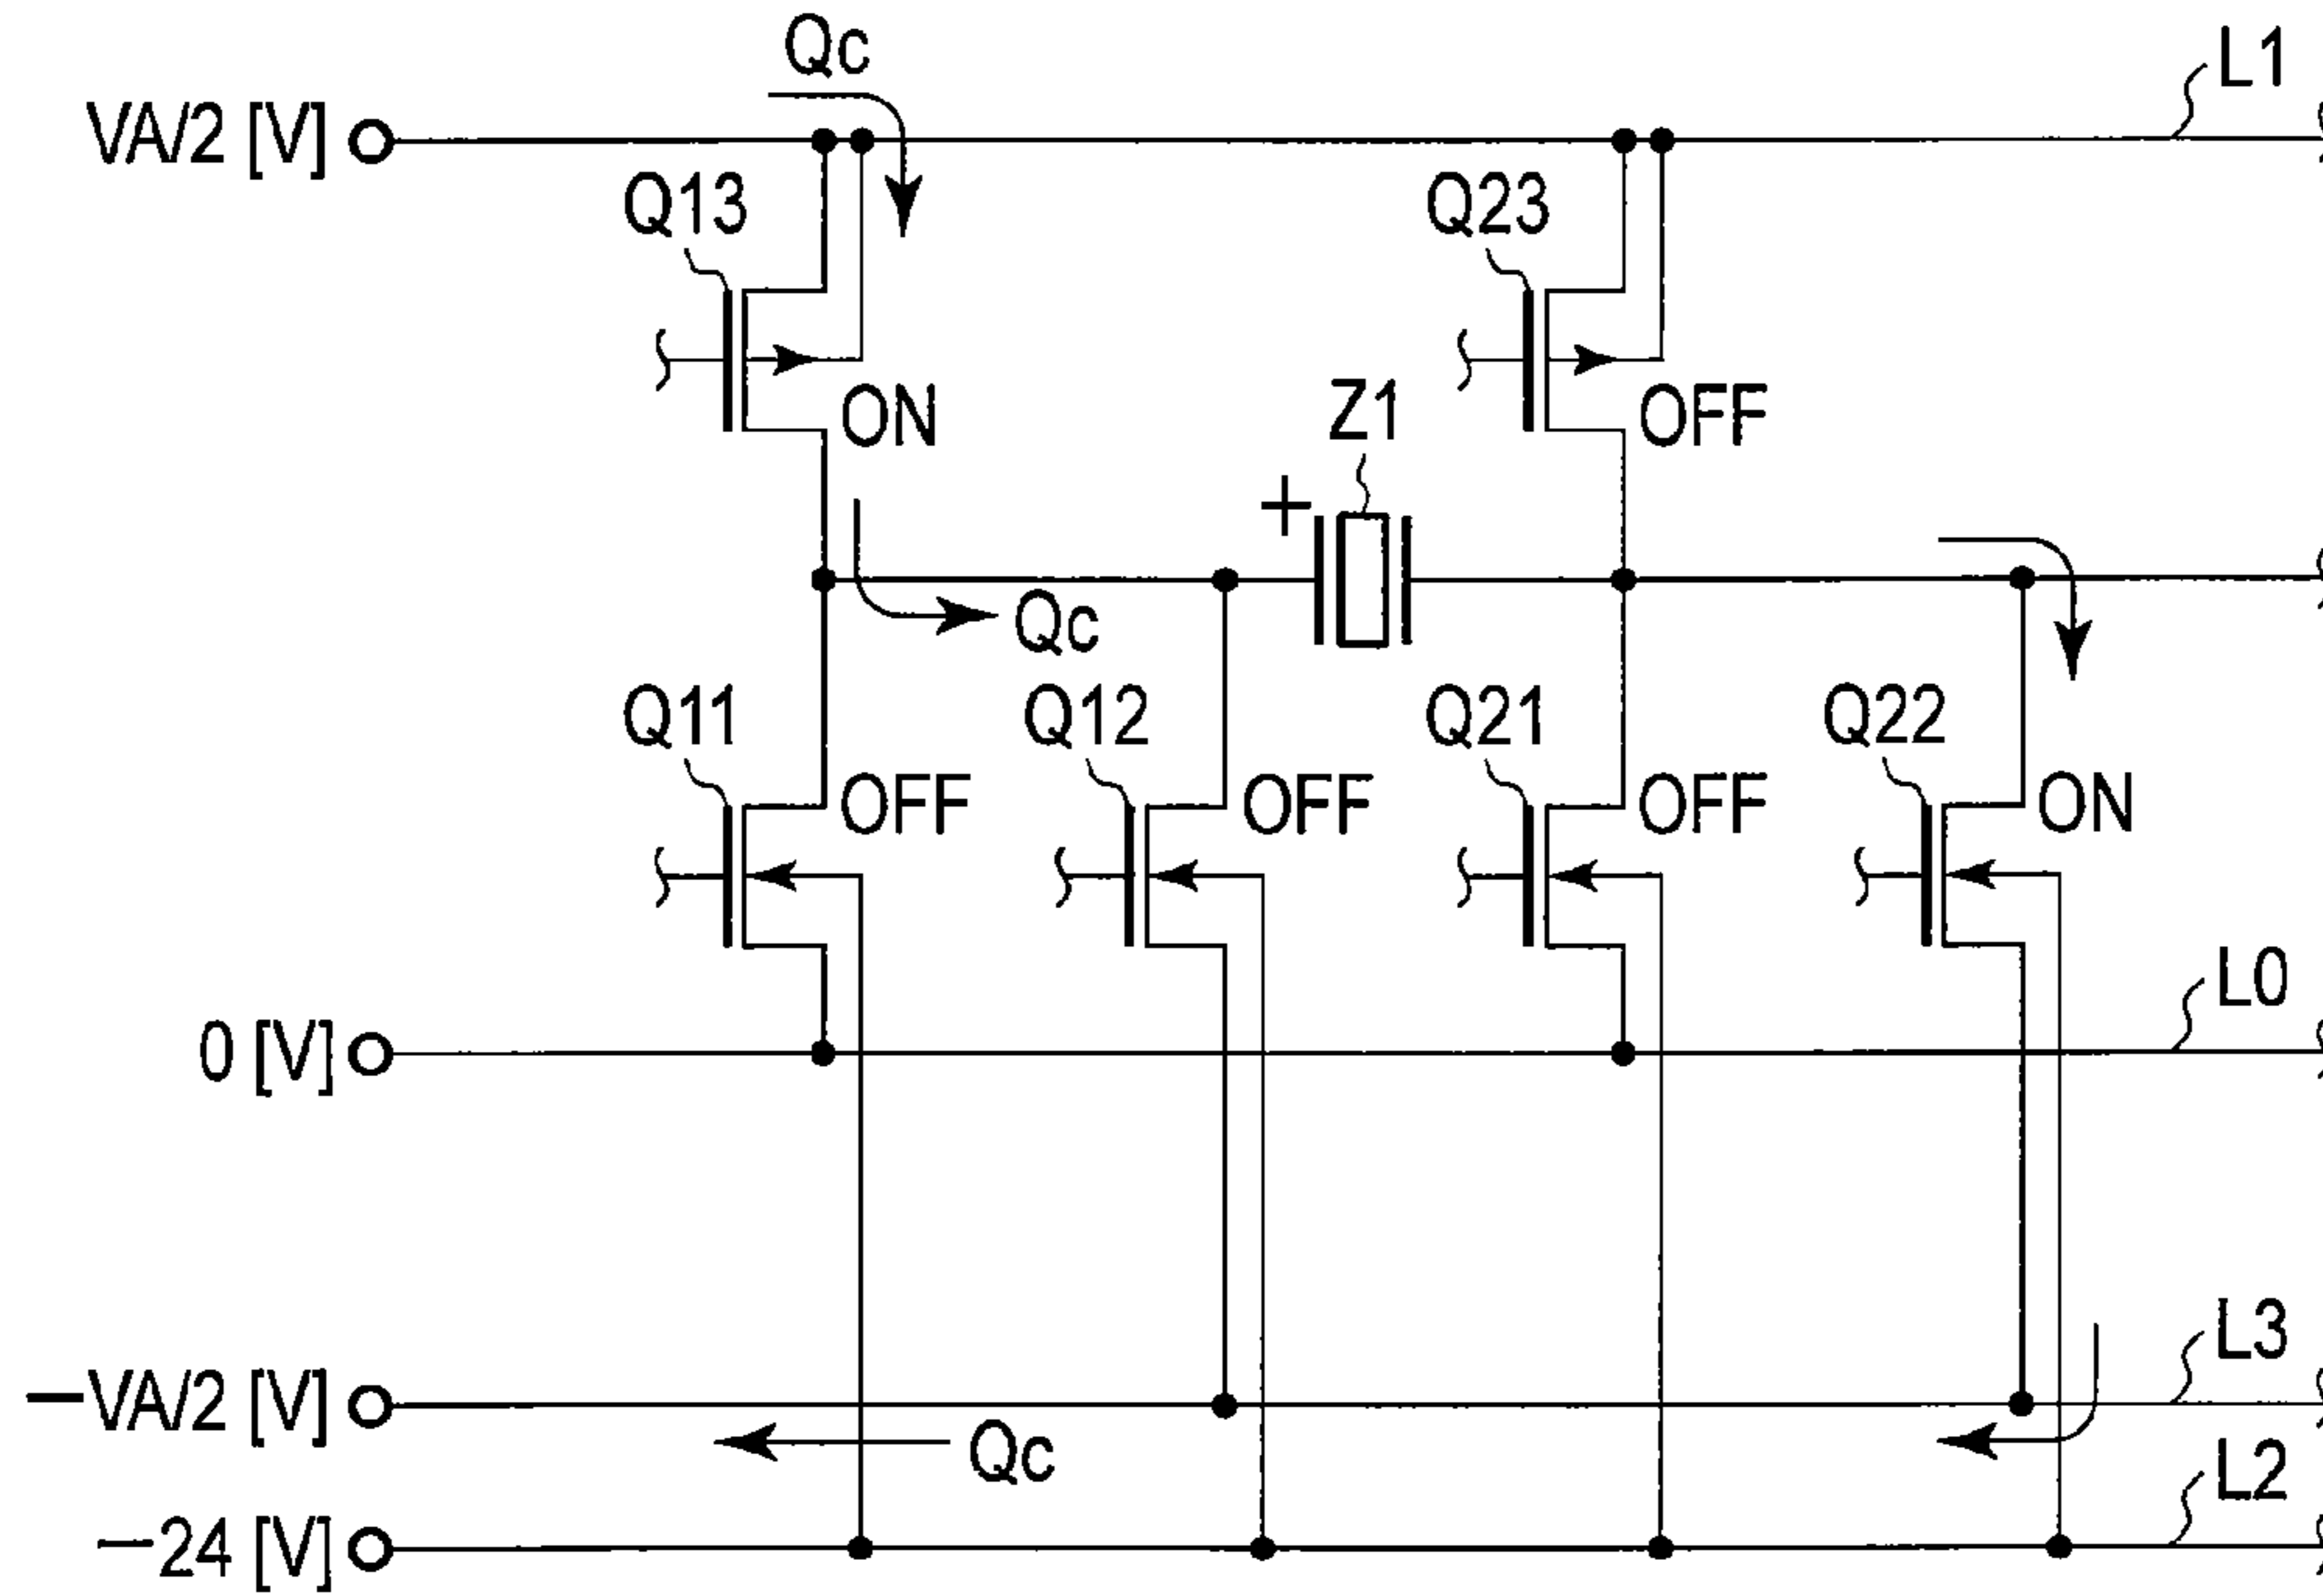 Qc
L1
VA/2 [V]
Q13
Q23
ON
Z1
OFF
+
Qc
Q11
Q12
Q21
Q22
OFF
OFF
OFF
ON
L0
0 [V]
L3
−VA/2 [V]
Qc
L2
−24 [V]